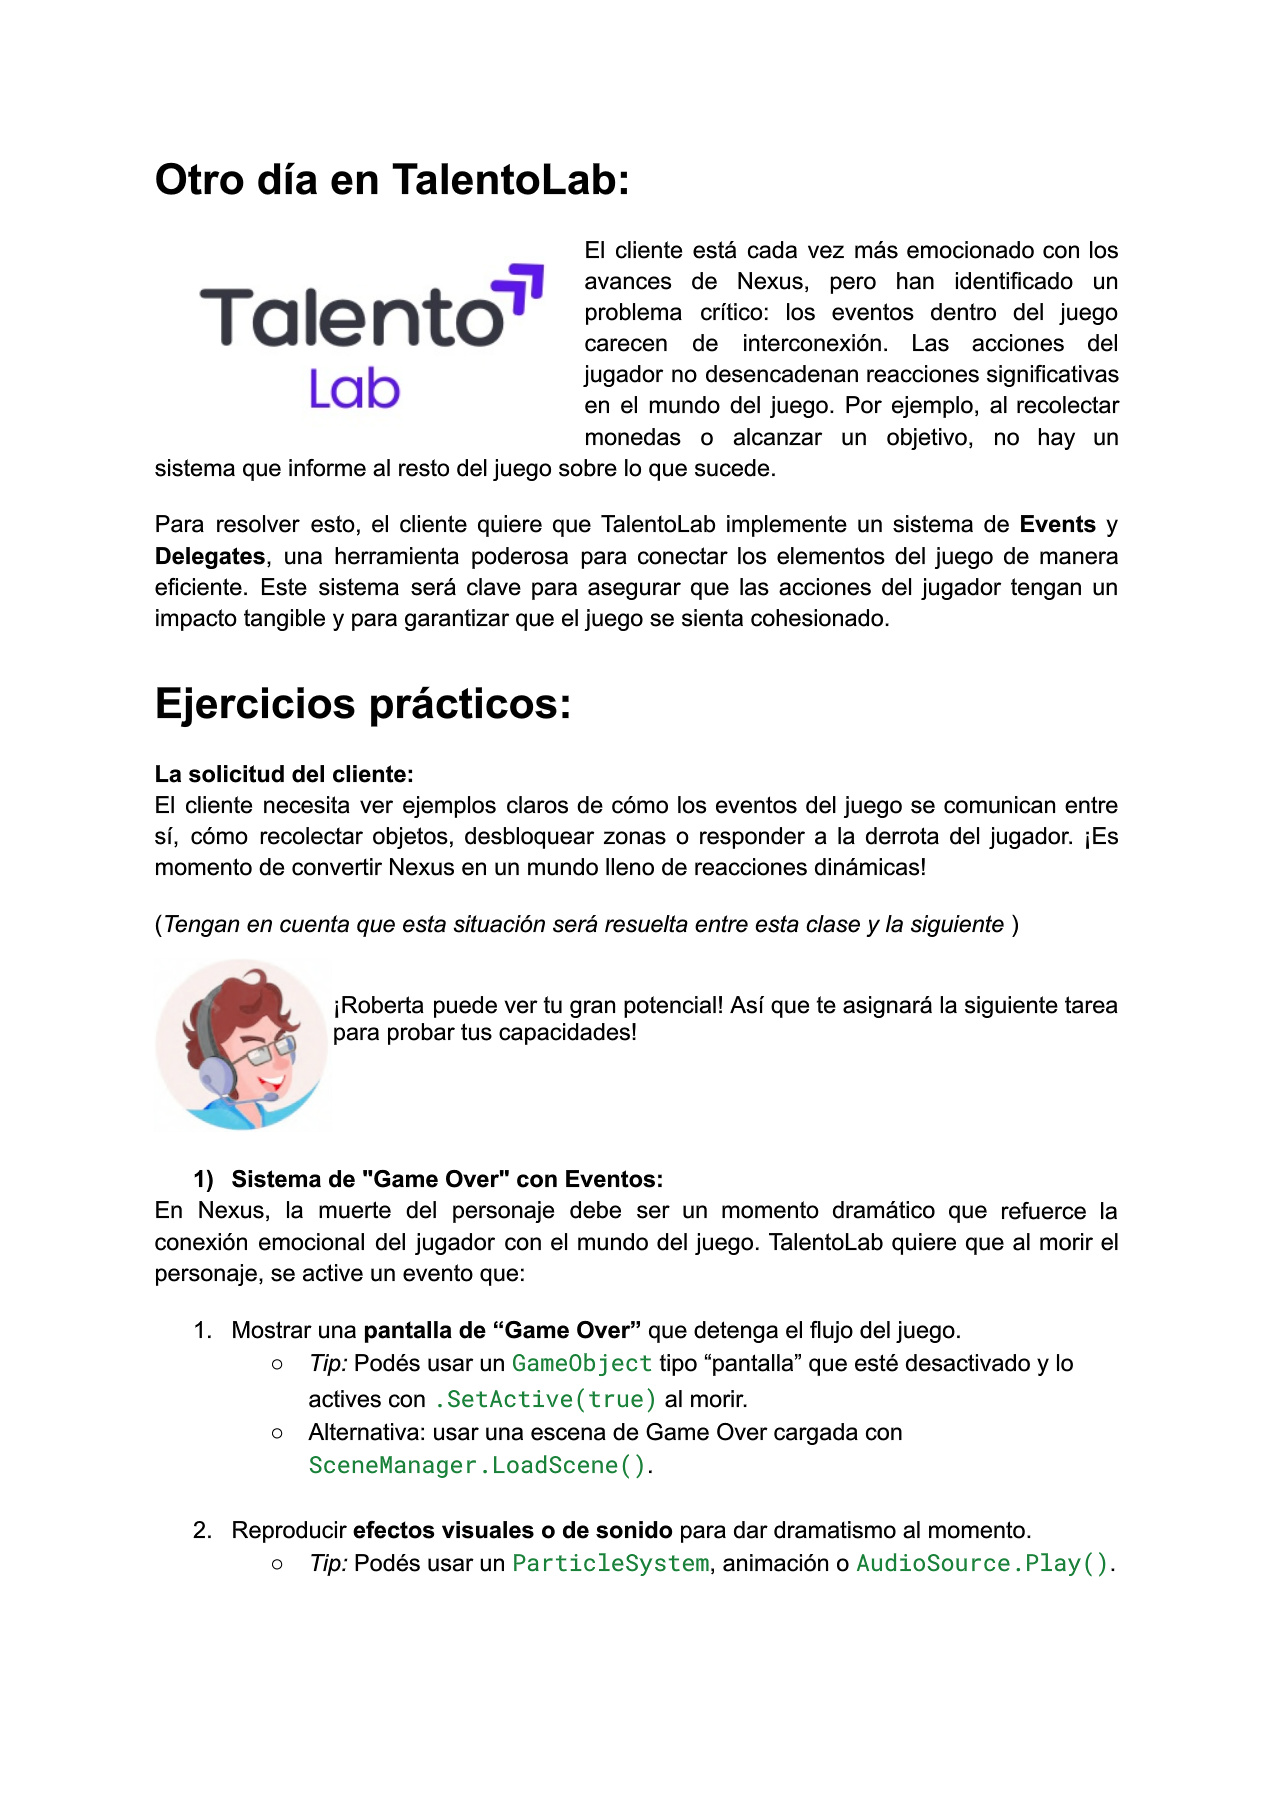 Otro día en TalentoLab:
Talento
Lab
El cliente está cada vez más emocionado con los
avances de Nexus, pero han identificado un
problema crítico: los eventos dentro del juego
carecen de interconexión. Las acciones del
jugador no desencadenan reacciones significativas
en el mundo del juego. Por ejemplo, al recolectar
monedas o alcanzar un objetivo, no hay un
sistema que informe al resto del juego sobre lo que sucede.
Para resolver esto, el cliente quiere que TalentoLab implemente un sistema de Events y
Delegates, una herramienta poderosa para conectar los elementos del juego de manera
eficiente. Este sistema será clave para asegurar que las acciones del jugador tengan un
impacto tangible y para garantizar que el juego se sienta cohesionado.
Ejercicios prácticos:
La solicitud del cliente:
El cliente necesita ver ejemplos claros de cómo los eventos del juego se comunican entre
sí, cómo recolectar objetos, desbloquear zonas o responder a la derrota del jugador. ¡Es
momento de convertir Nexus en un mundo lleno de reacciones dinámicas!
(Tengan en cuenta que esta situación será resuelta entre esta clase y la siguiente )
¡Roberta puede ver tu gran potencial! Así que te asignará la siguiente tarea
para probar tus capacidades!
1) Sistema de "Game Over" con Eventos:
En Nexus, la muerte del personaje debe ser un momento dramático que refuerce la
conexión emocional del jugador con el mundo del juego. TalentoLab quiere que al morir el
personaje, se active un evento que:
1. Mostrar una pantalla de “Game Over” que detenga el flujo del juego.
○ Tip: Podés usar un GameObject tipo “pantalla” que esté desactivado y lo
actives con .SetActive(true) al morir.
○ Alternativa: usar una escena de Game Over cargada con
SceneManager.LoadScene().
2. Reproducir efectos visuales o de sonido para dar dramatismo al momento.
○ Tip: Podés usar un ParticleSystem, animación o AudioSource.Play().